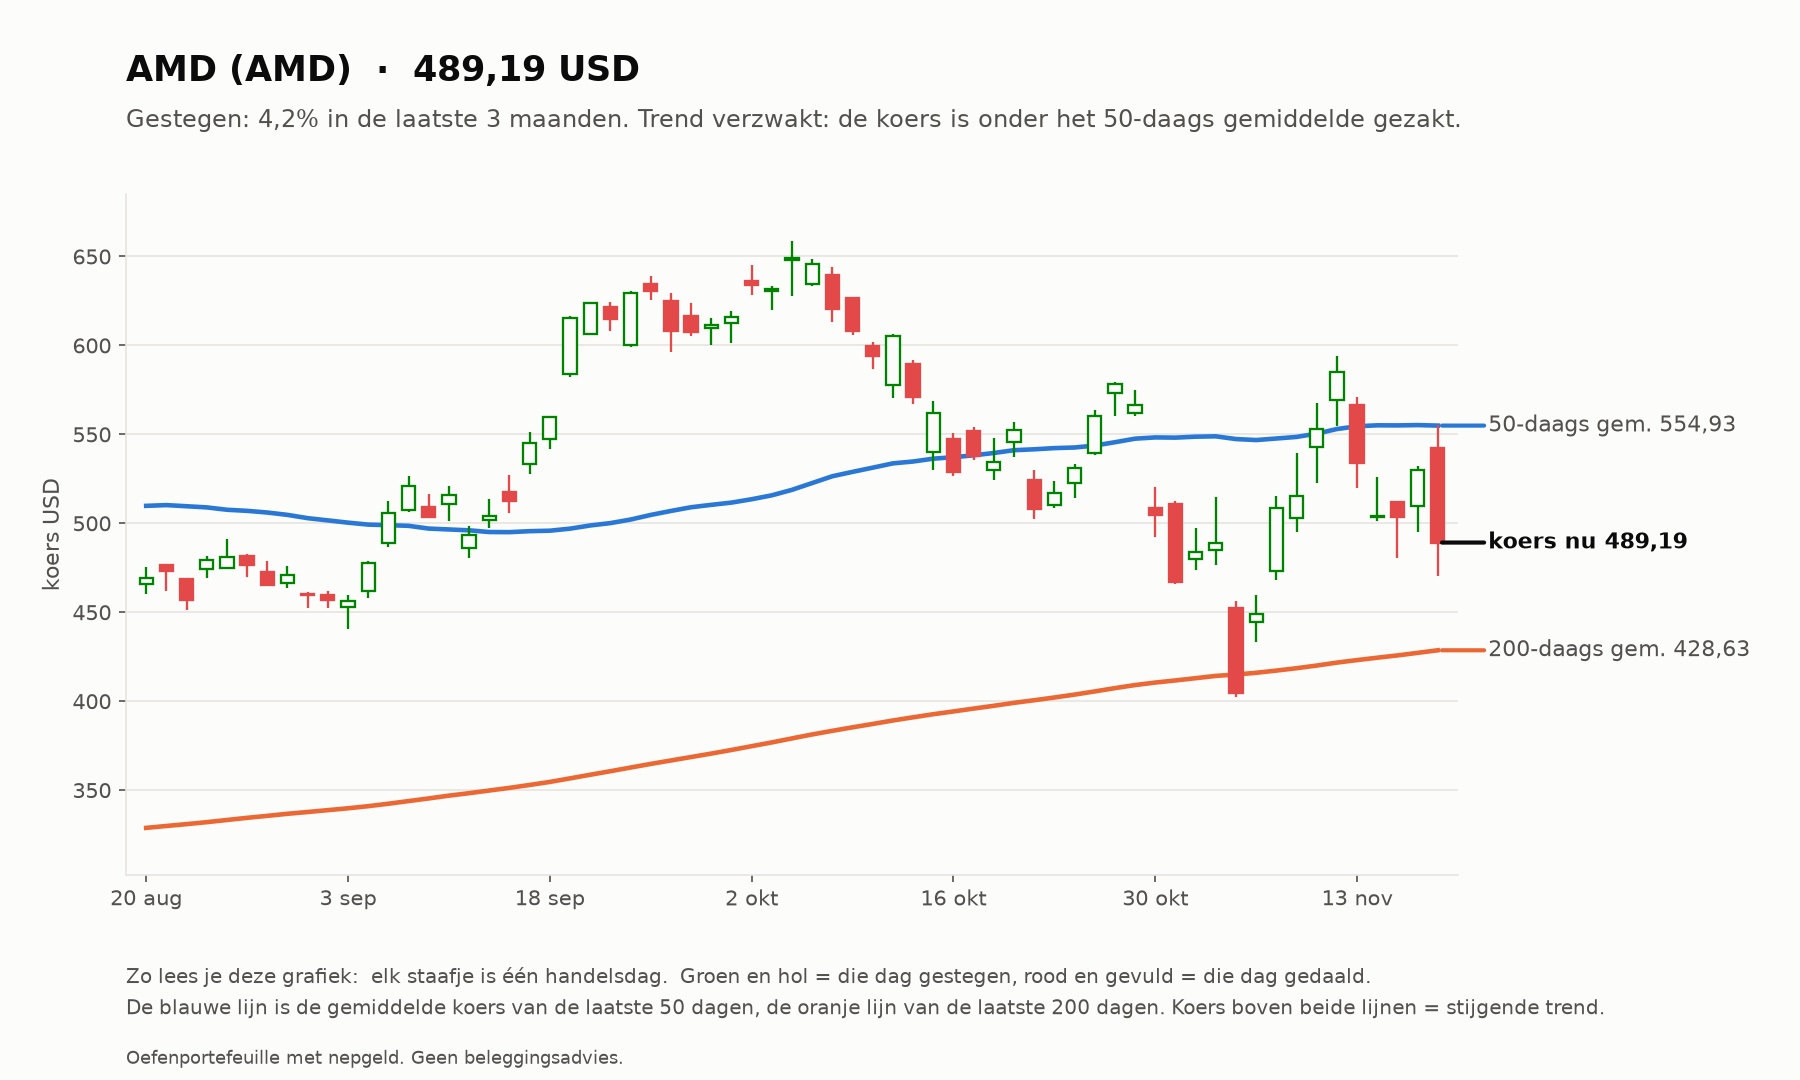 AMD (AMD)  ·  489,19 USD
Gestegen: 4,2% in de laatste 3 maanden. Trend verzwakt: de koers is onder het 50-daags gemiddelde gezakt.
koers USD
650
600
550
500
450
400
350
50-daags gem. 554,93
koers nu 489,19
200-daags gem. 428,63
20 aug
3 sep
18 sep
2 okt
16 okt
30 okt
13 nov
Zo lees je deze grafiek:  elk staafje is één handelsdag.  Groen en hol = die dag gestegen, rood en gevuld = die dag gedaald.
De blauwe lijn is de gemiddelde koers van de laatste 50 dagen, de oranje lijn van de laatste 200 dagen. Koers boven beide lijnen = stijgende trend.
Oefenportefeuille met nepgeld. Geen beleggingsadvies.